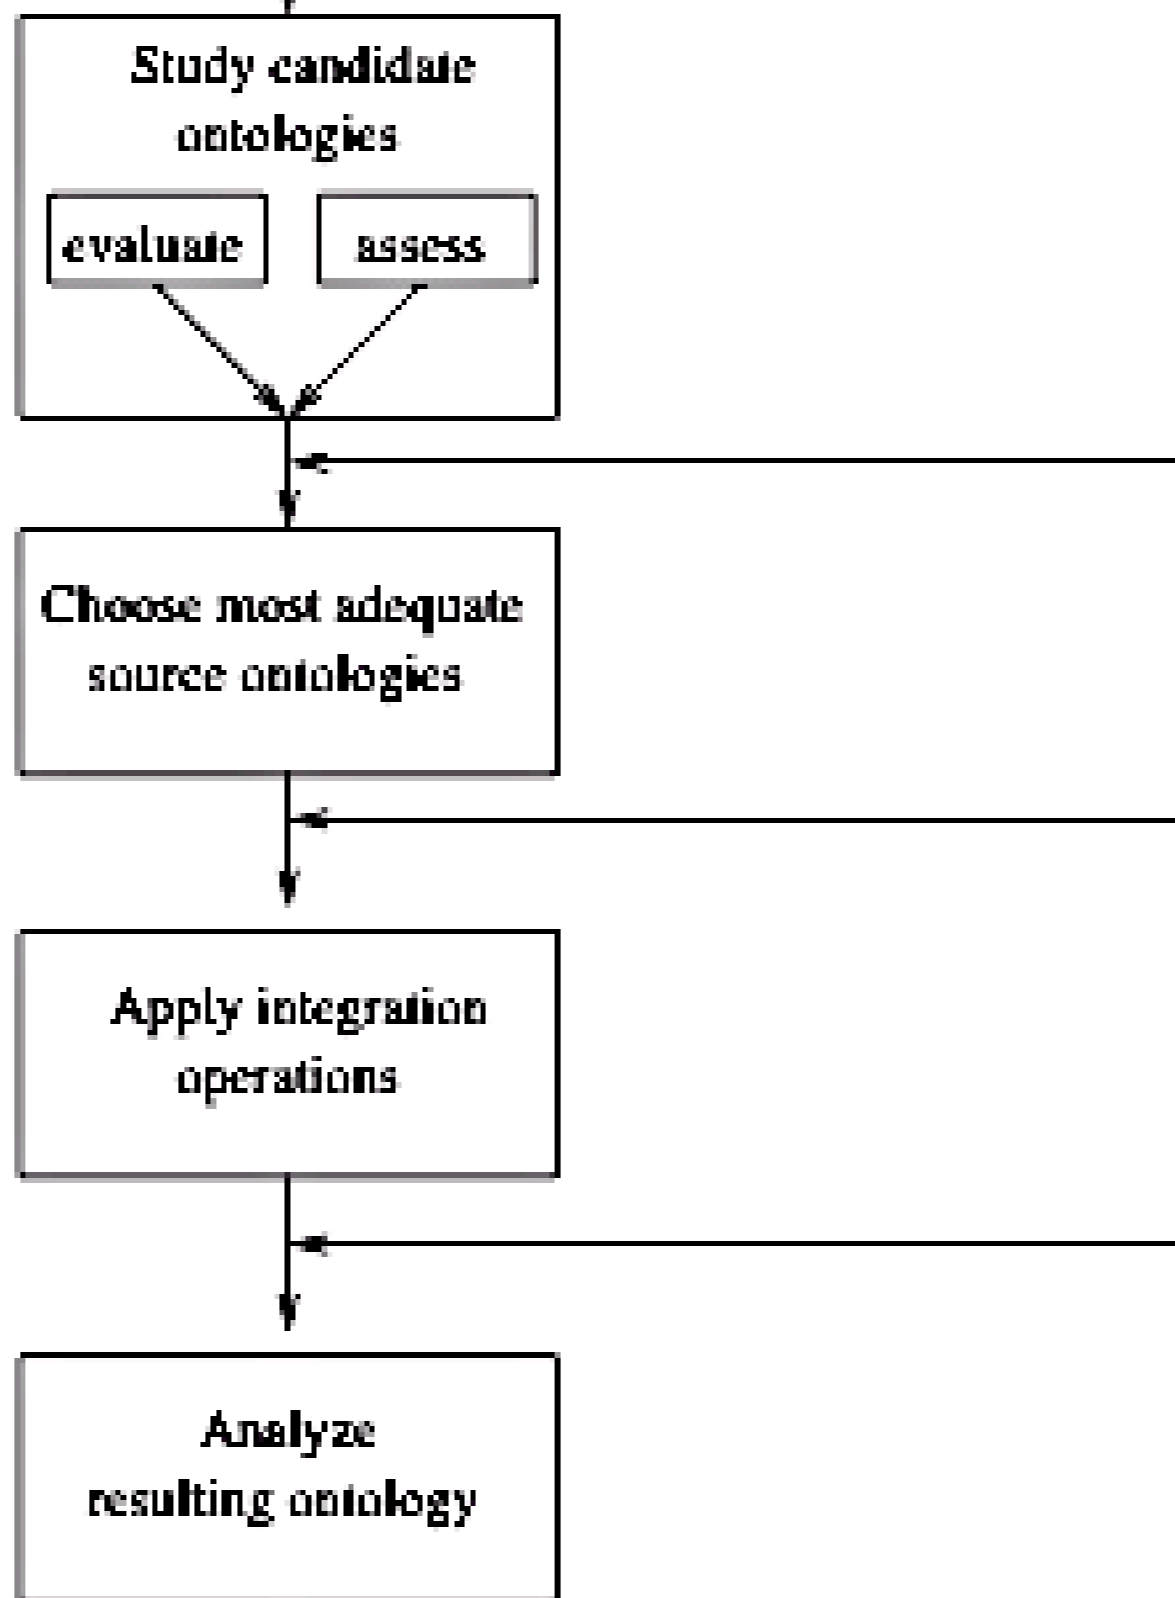 Study candidate
ontologies
evaluate
assess
Choose most adequate
source ontologies
Apply integration
operations
Analyze
resulting ontology